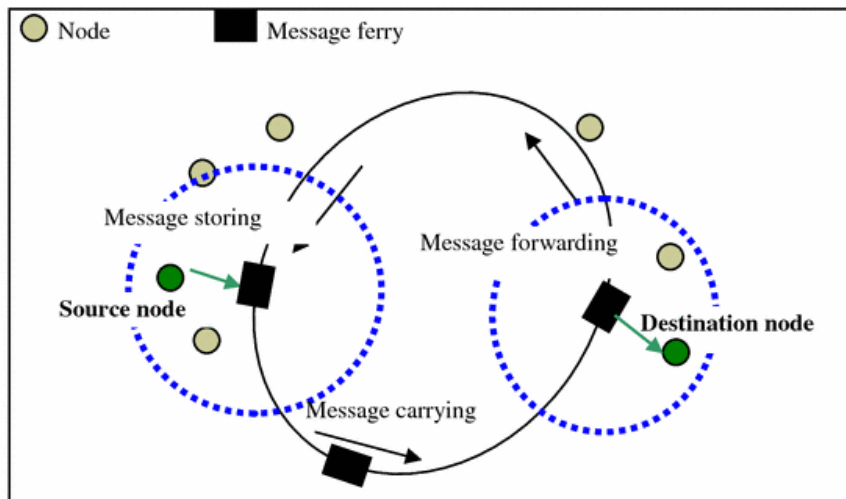 Node
Message ferry
Message storing
Message forwarding
Source node
Destination node
Message carrying